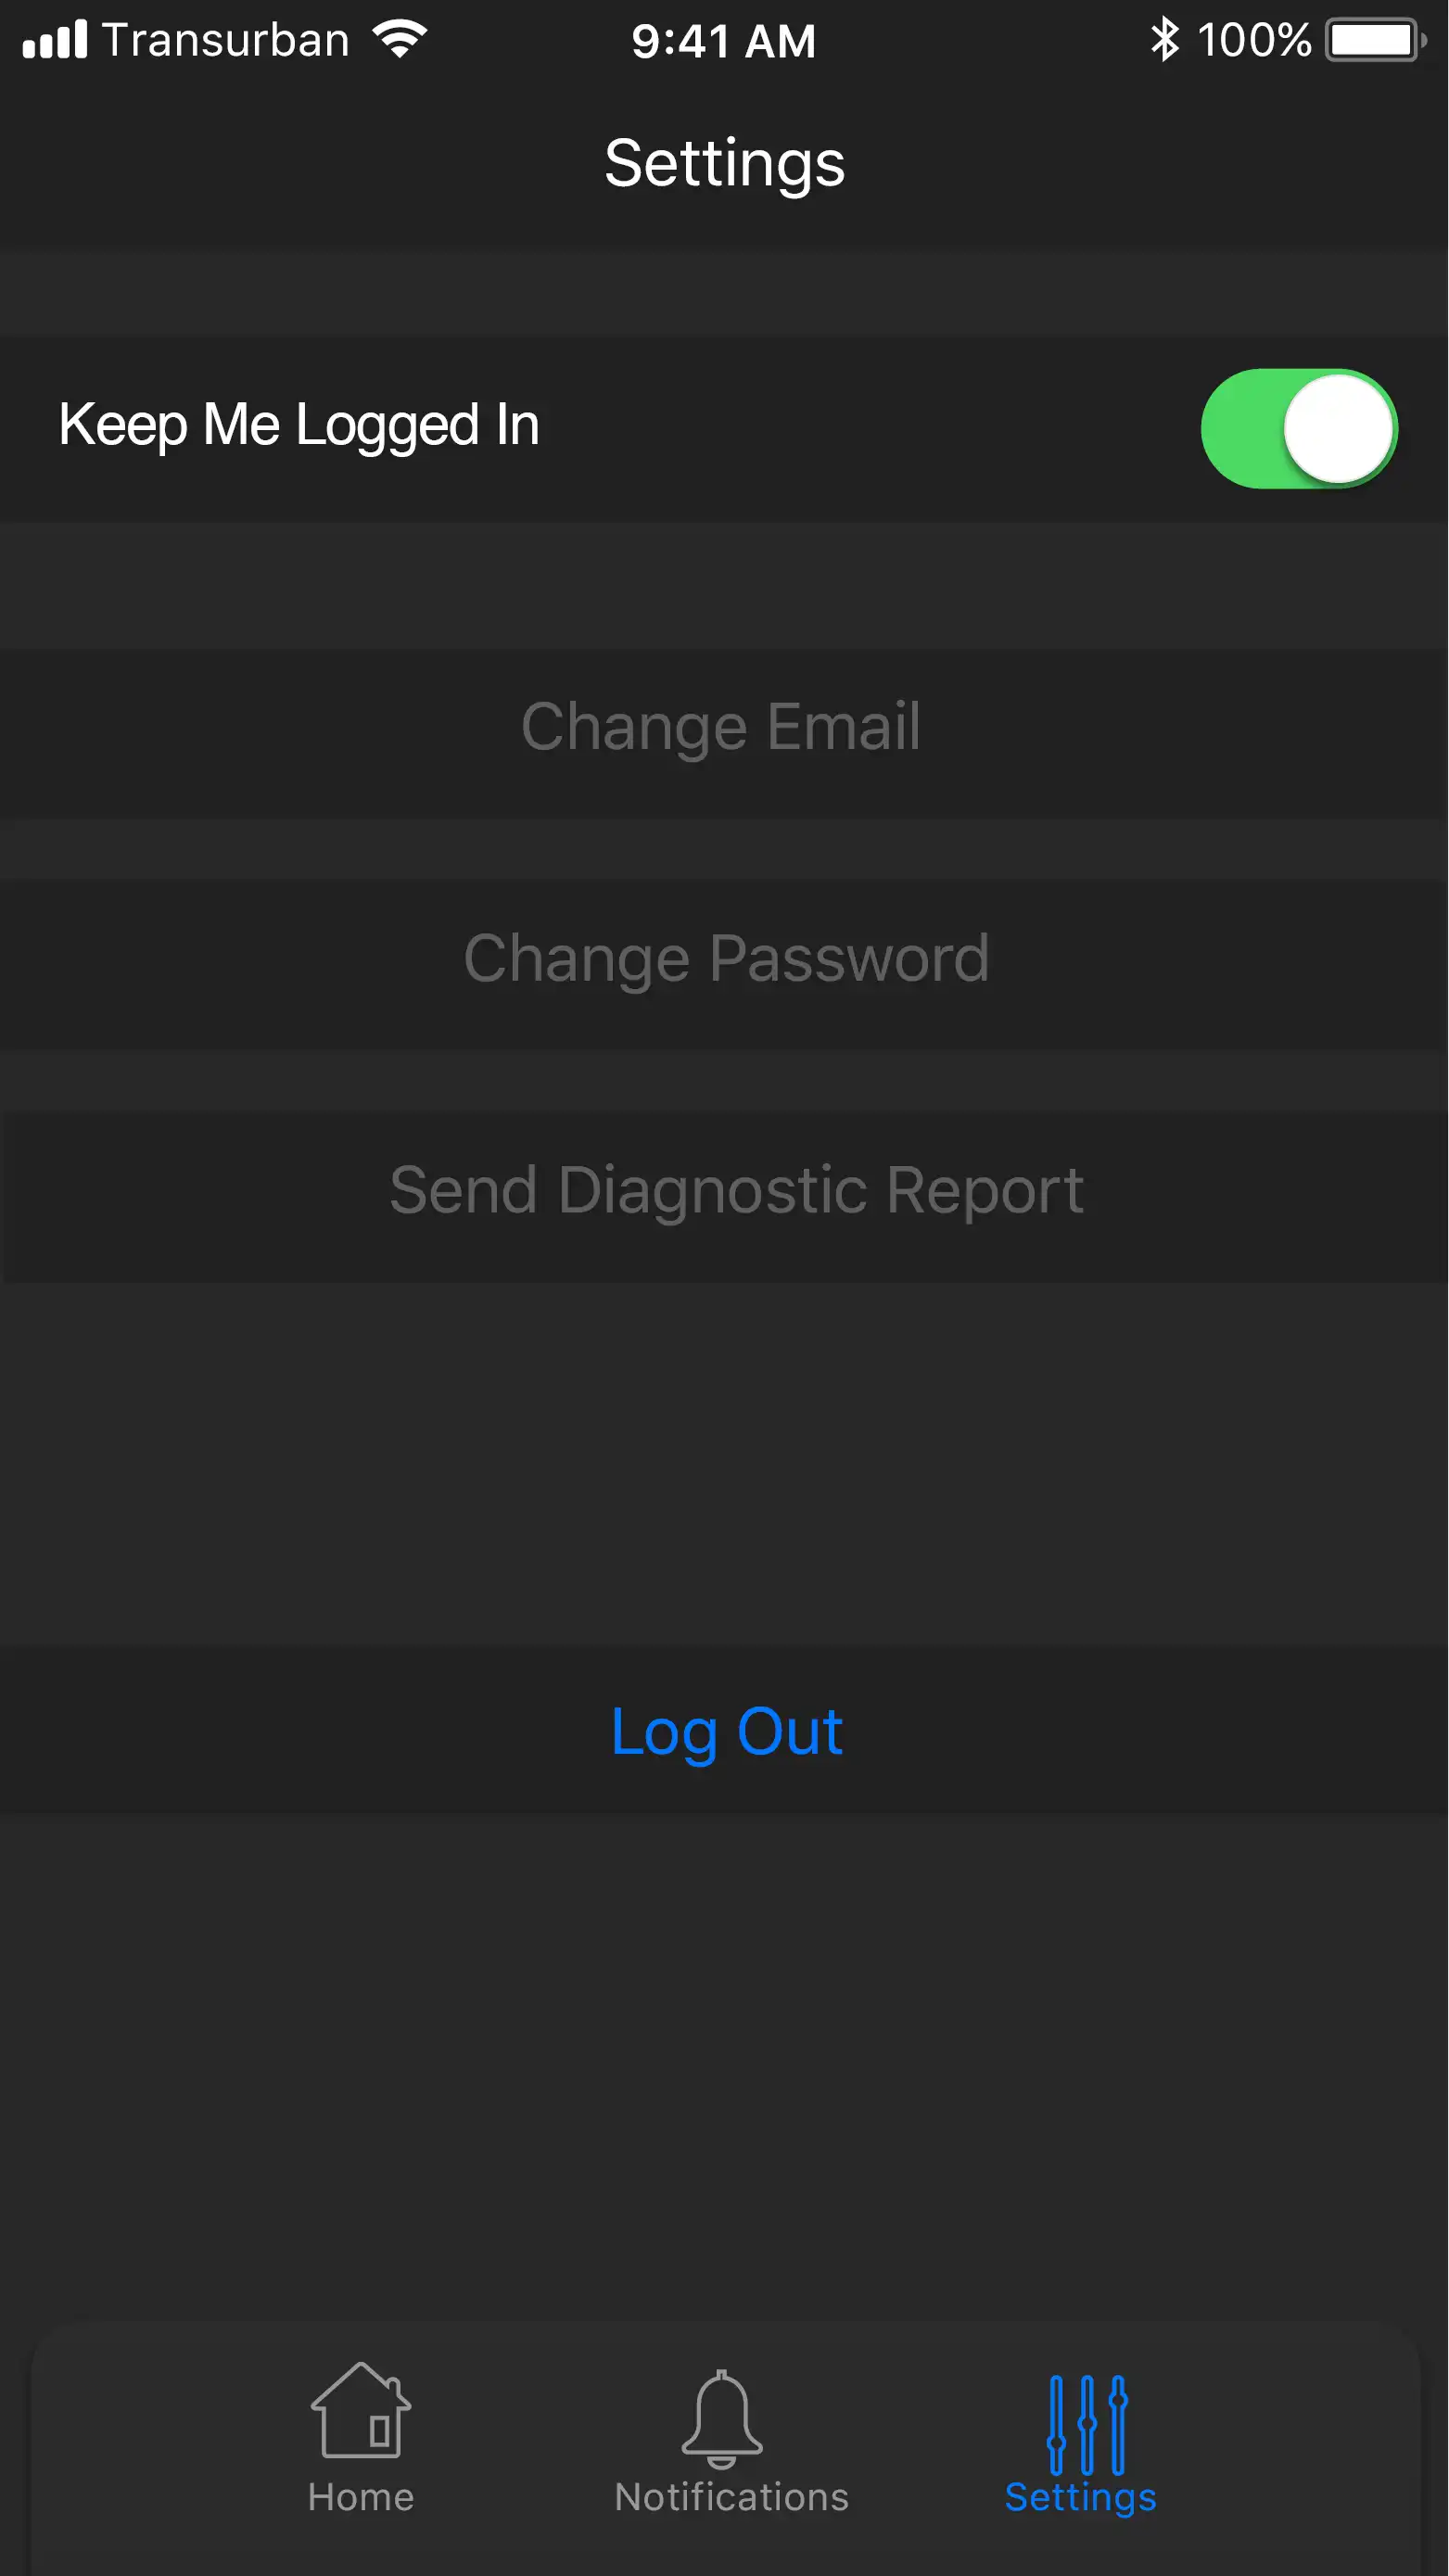 Transurban 9:41 AM 100%
Settings
Keep Me Logged In
Change Email
Change Password
Send Diagnostic Report
Log Out
Home Notifications Settings